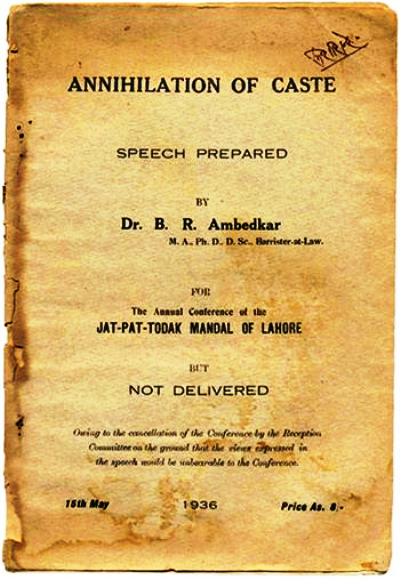 ANNIHILATION OF CASTE
SPEECH PREPARED
BY
Dr. B. R. Ambedkar
M. A., Ph. D., D. Sc., Barrister-at-Law.
FOR
The Annual Conference of the
JAT-PAT-TODAK MANDAL OF LAHORE
BUT
NOT DELIVERED
Owing to the cancellation of the Conference by the Reception
Committee on the ground that the views expressed in
the speech would be unbearable to the Conference.
15th May 1936 Price As. 8/-